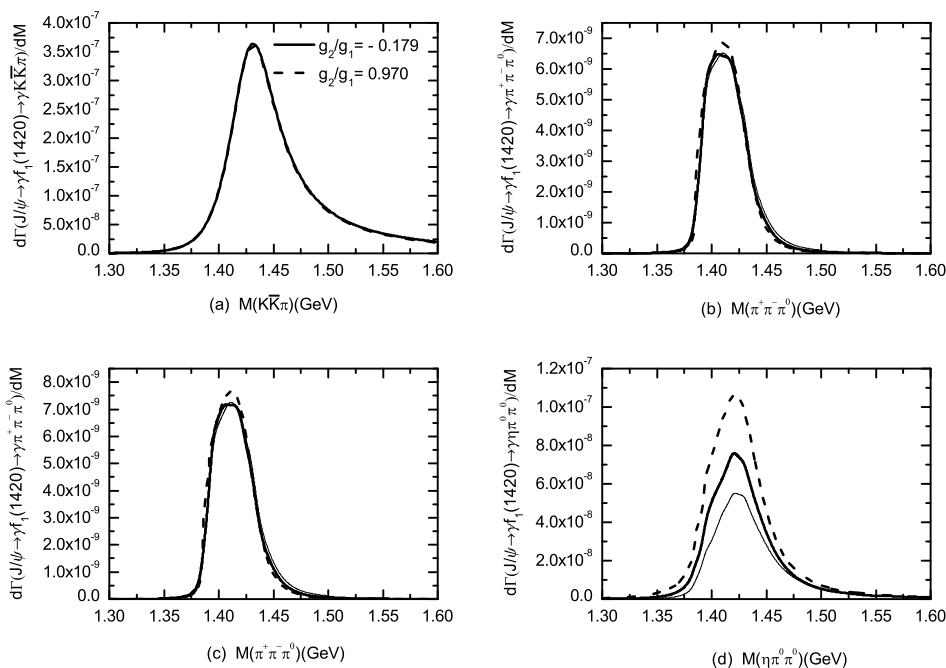 dΓ(J/ψ→γf₁(1420)→γKK̅π)/dM
4.0x10⁻⁷
3.5x10⁻⁷
3.0x10⁻⁷
2.5x10⁻⁷
2.0x10⁻⁷
1.5x10⁻⁷
1.0x10⁻⁷
5.0x10⁻⁸
0.0
1.30 1.35 1.40 1.45 1.50 1.55 1.60
g₂/g₁= - 0.179
g₂/g₁= 0.970
(a) M(KK̅π)(GeV)
dΓ(J/ψ→γf₁(1420)→γπ⁺π⁻π⁰)/dM
7.0x10⁻⁹
6.0x10⁻⁹
5.0x10⁻⁹
4.0x10⁻⁹
3.0x10⁻⁹
2.0x10⁻⁹
1.0x10⁻⁹
0.0
1.30 1.35 1.40 1.45 1.50 1.55 1.60
(b) M(π⁺π⁻π⁰)(GeV)
dΓ(J/ψ→γf₁(1420)→γπ⁺π⁻π⁰)/dM
8.0x10⁻⁹
7.0x10⁻⁹
6.0x10⁻⁹
5.0x10⁻⁹
4.0x10⁻⁹
3.0x10⁻⁹
2.0x10⁻⁹
1.0x10⁻⁹
0.0
1.30 1.35 1.40 1.45 1.50 1.55 1.60
(c) M(π⁺π⁻π⁰)(GeV)
dΓ(J/ψ→γf₁(1420)→γηπ⁰π⁰)/dM
1.2x10⁻⁷
1.0x10⁻⁷
8.0x10⁻⁸
6.0x10⁻⁸
4.0x10⁻⁸
2.0x10⁻⁸
0.0
1.30 1.35 1.40 1.45 1.50 1.55 1.60
(d) M(ηπ⁰π⁰)(GeV)